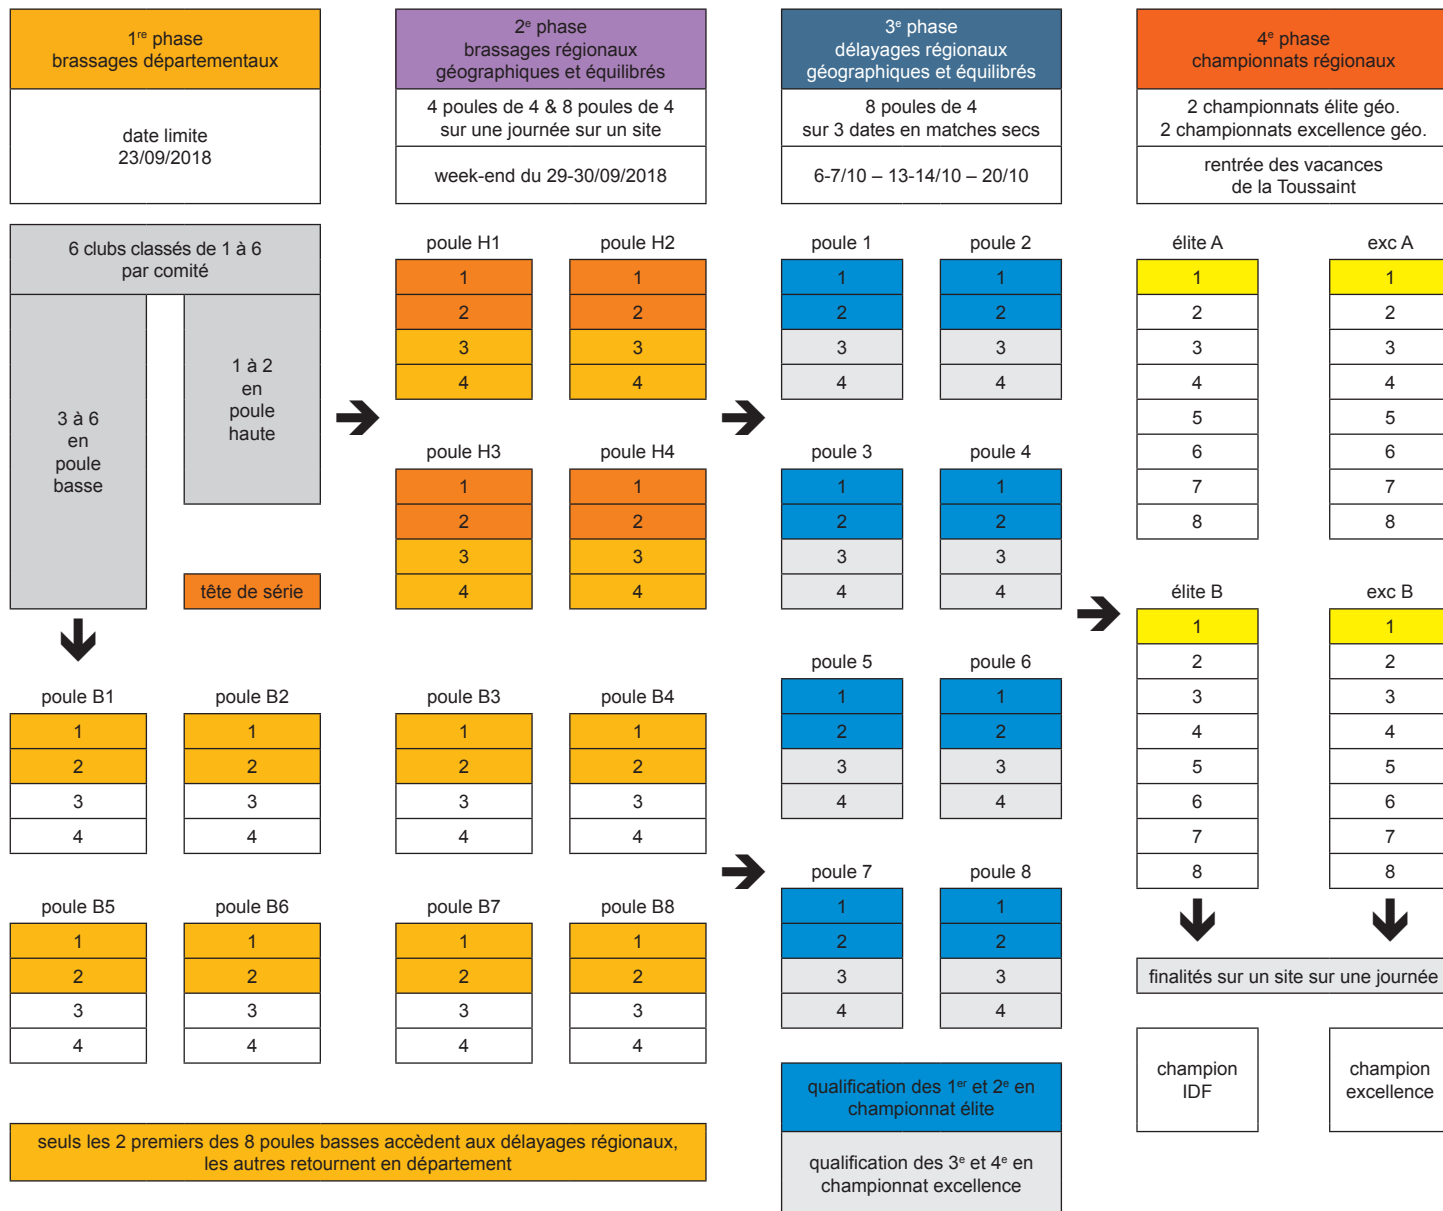 1re phase
brassages départementaux
date limite
23/09/2018
2e phase
brassages régionaux
géographiques et équilibrés
4 poules de 4 & 8 poules de 4
sur une journée sur un site
week-end du 29-30/09/2018
3e phase
délayages régionaux
géographiques et équilibrés
8 poules de 4
sur 3 dates en matches secs
6-7/10 – 13-14/10 – 20/10
4e phase
championnats régionaux
2 championnats élite géo.
2 championnats excellence géo.
rentrée des vacances
de la Toussaint
6 clubs classés de 1 à 6
par comité
3 à 6
en
poule
basse
1 à 2
en
poule
haute
tête de série
poule H1
1
2
3
4
poule H2
1
2
3
4
poule H3
1
2
3
4
poule H4
1
2
3
4
poule B1
1
2
3
4
poule B2
1
2
3
4
poule B3
1
2
3
4
poule B4
1
2
3
4
poule B5
1
2
3
4
poule B6
1
2
3
4
poule B7
1
2
3
4
poule B8
1
2
3
4
seuls les 2 premiers des 8 poules basses accèdent aux délayages régionaux,
les autres retournent en département
poule 1
1
2
3
4
poule 2
1
2
3
4
poule 3
1
2
3
4
poule 4
1
2
3
4
poule 5
1
2
3
4
poule 6
1
2
3
4
poule 7
1
2
3
4
poule 8
1
2
3
4
qualification des 1er et 2e en
championnat élite
qualification des 3e et 4e en
championnat excellence
élite A
1
2
3
4
5
6
7
8
exc A
1
2
3
4
5
6
7
8
élite B
1
2
3
4
5
6
7
8
exc B
1
2
3
4
5
6
7
8
finalités sur un site sur une journée
champion
IDF
champion
excellence